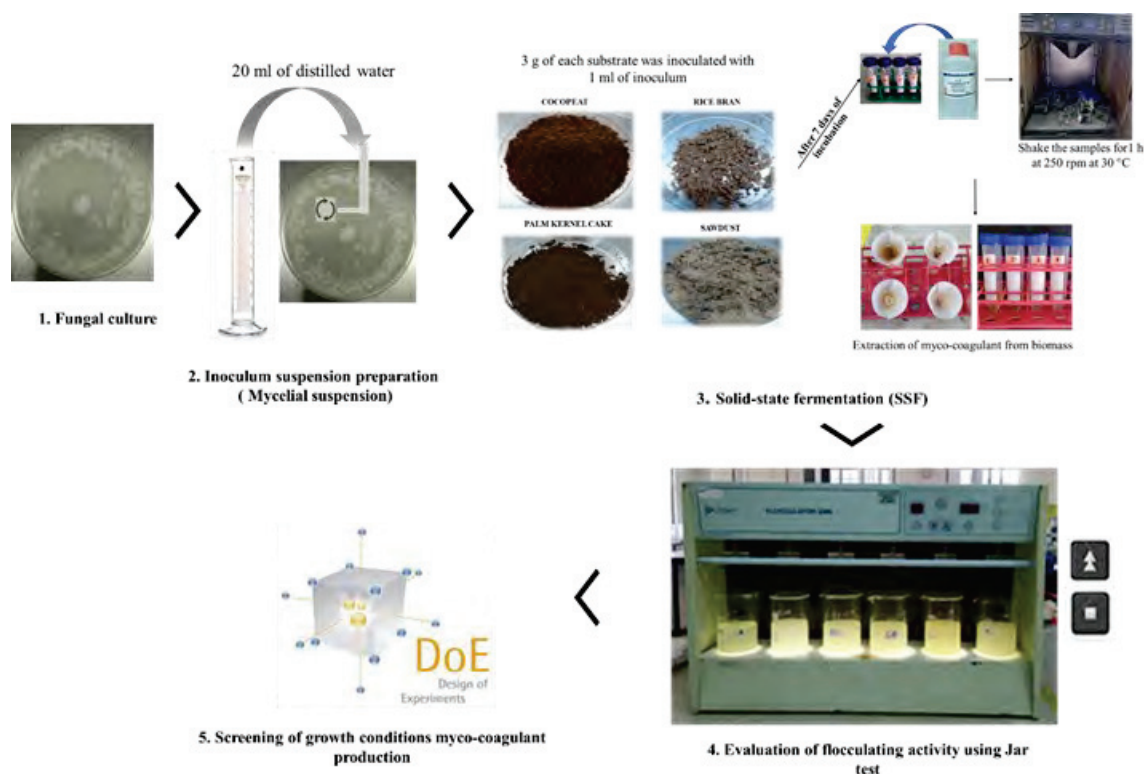 20 ml of distilled water
1. Fungal culture
2. Inoculum suspension preparation
( Mycelial suspension)
3 g of each substrate was inoculated with
1 ml of inoculum
COCOPEAT
RICE BRAN
PALM KERNEL CAKE
SAWDUST
After 7 days of
incubation
Shake the samples for 1 h
at 250 rpm at 30 °C
Extraction of myco-coagulant from biomass
3. Solid-state fermentation (SSF)
4. Evaluation of flocculating activity using Jar
test
DoE
Design of
Experiments
5. Screening of growth conditions myco-coagulant
production